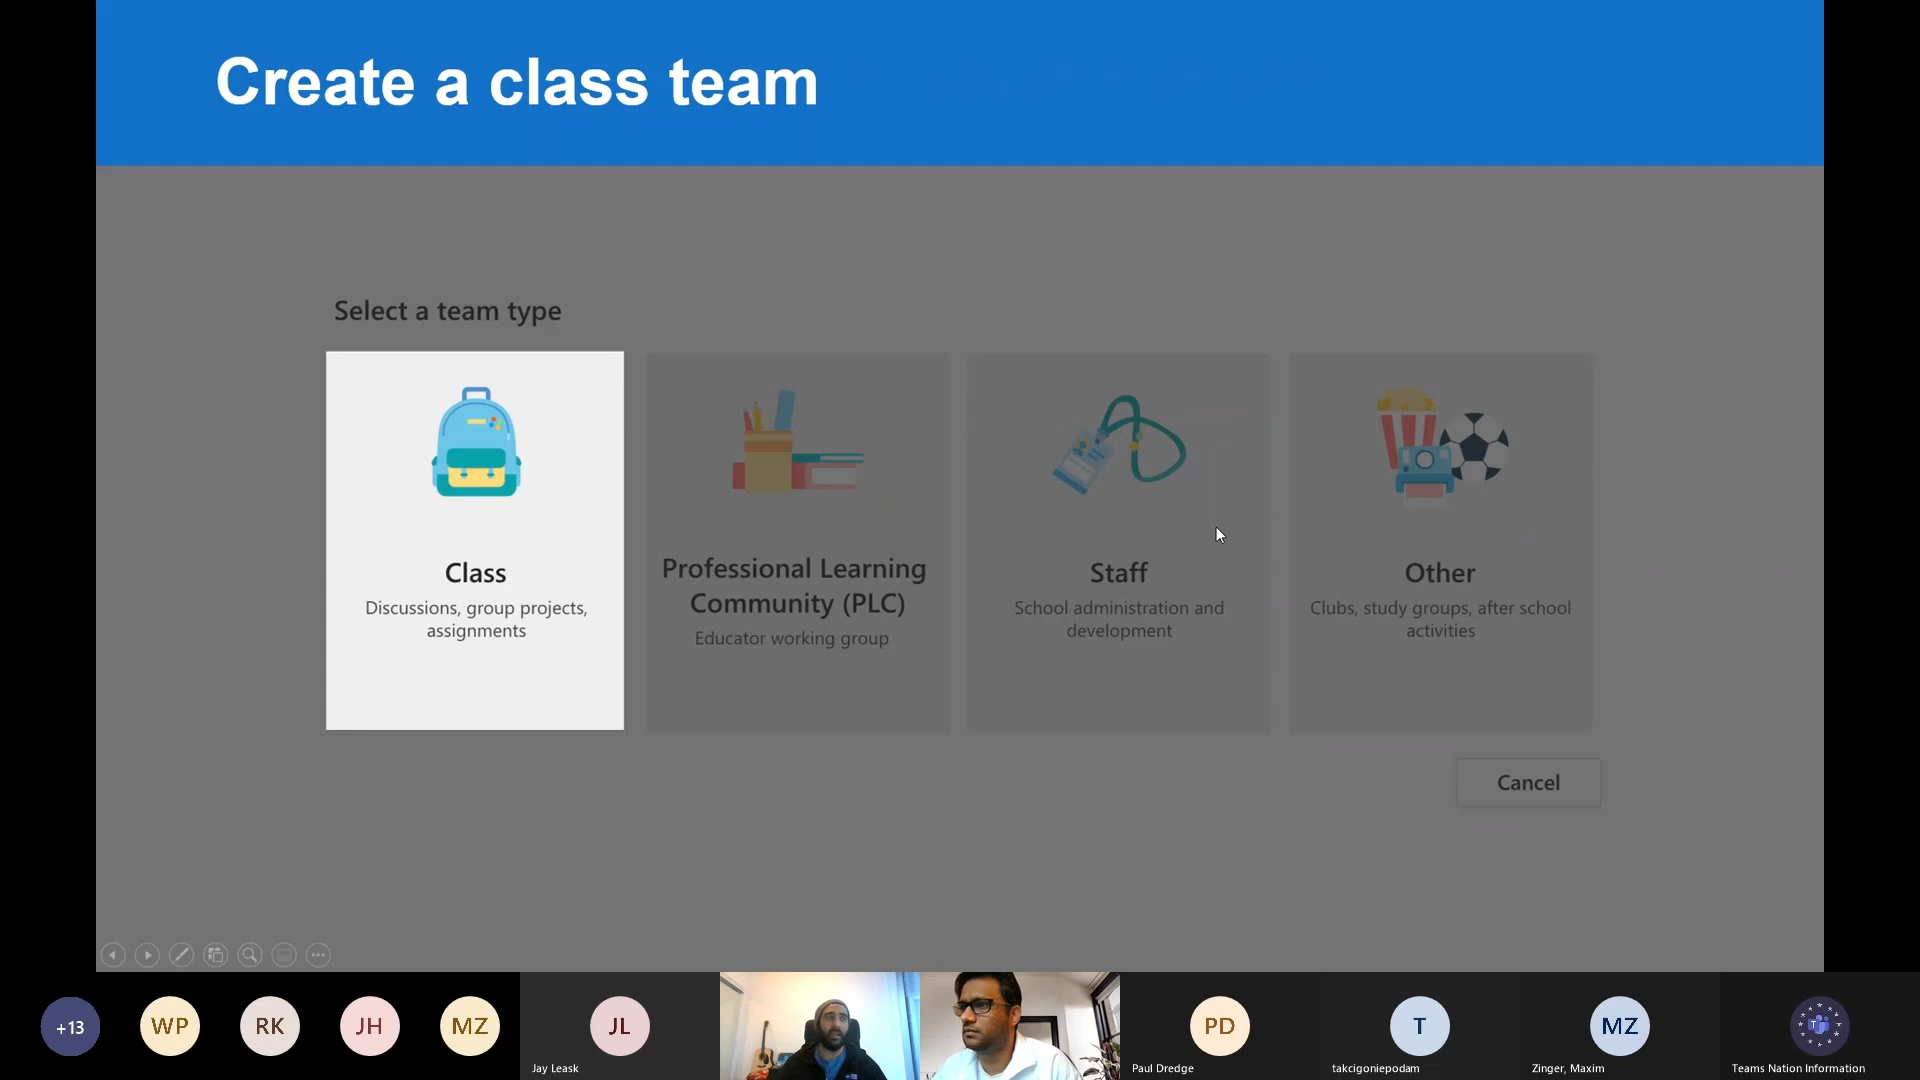 Create a class team
Select a team type
Class
Discussions, group projects,
assignments
Professional Learning
Community (PLC)
Educator working group
Staff
School administration and
development
Other
Clubs, study groups, after school
activities
Cancel
+13
WP
RK
JH
MZ
JL
Jay Leask
PD
Paul Dredge
T
takcigoniepodam
MZ
Zinger, Maxim
T
Teams Nation Information